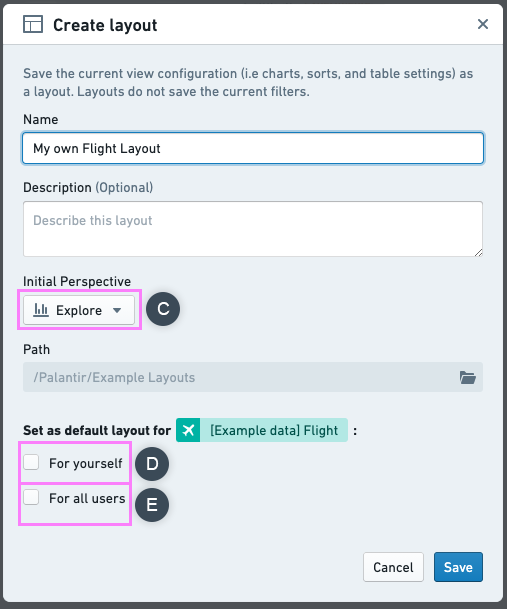 Create layout
Save the current view configuration (i.e charts, sorts, and table settings) as
a layout. Layouts do not save the current filters.
Name
My own Flight Layout
Description (Optional)
Describe this layout
Initial Perspective
Explore
C
Path
/Palantir/Example Layouts
Set as default layout for [Example data] Flight :
For yourself
D
For all users
E
Cancel
Save